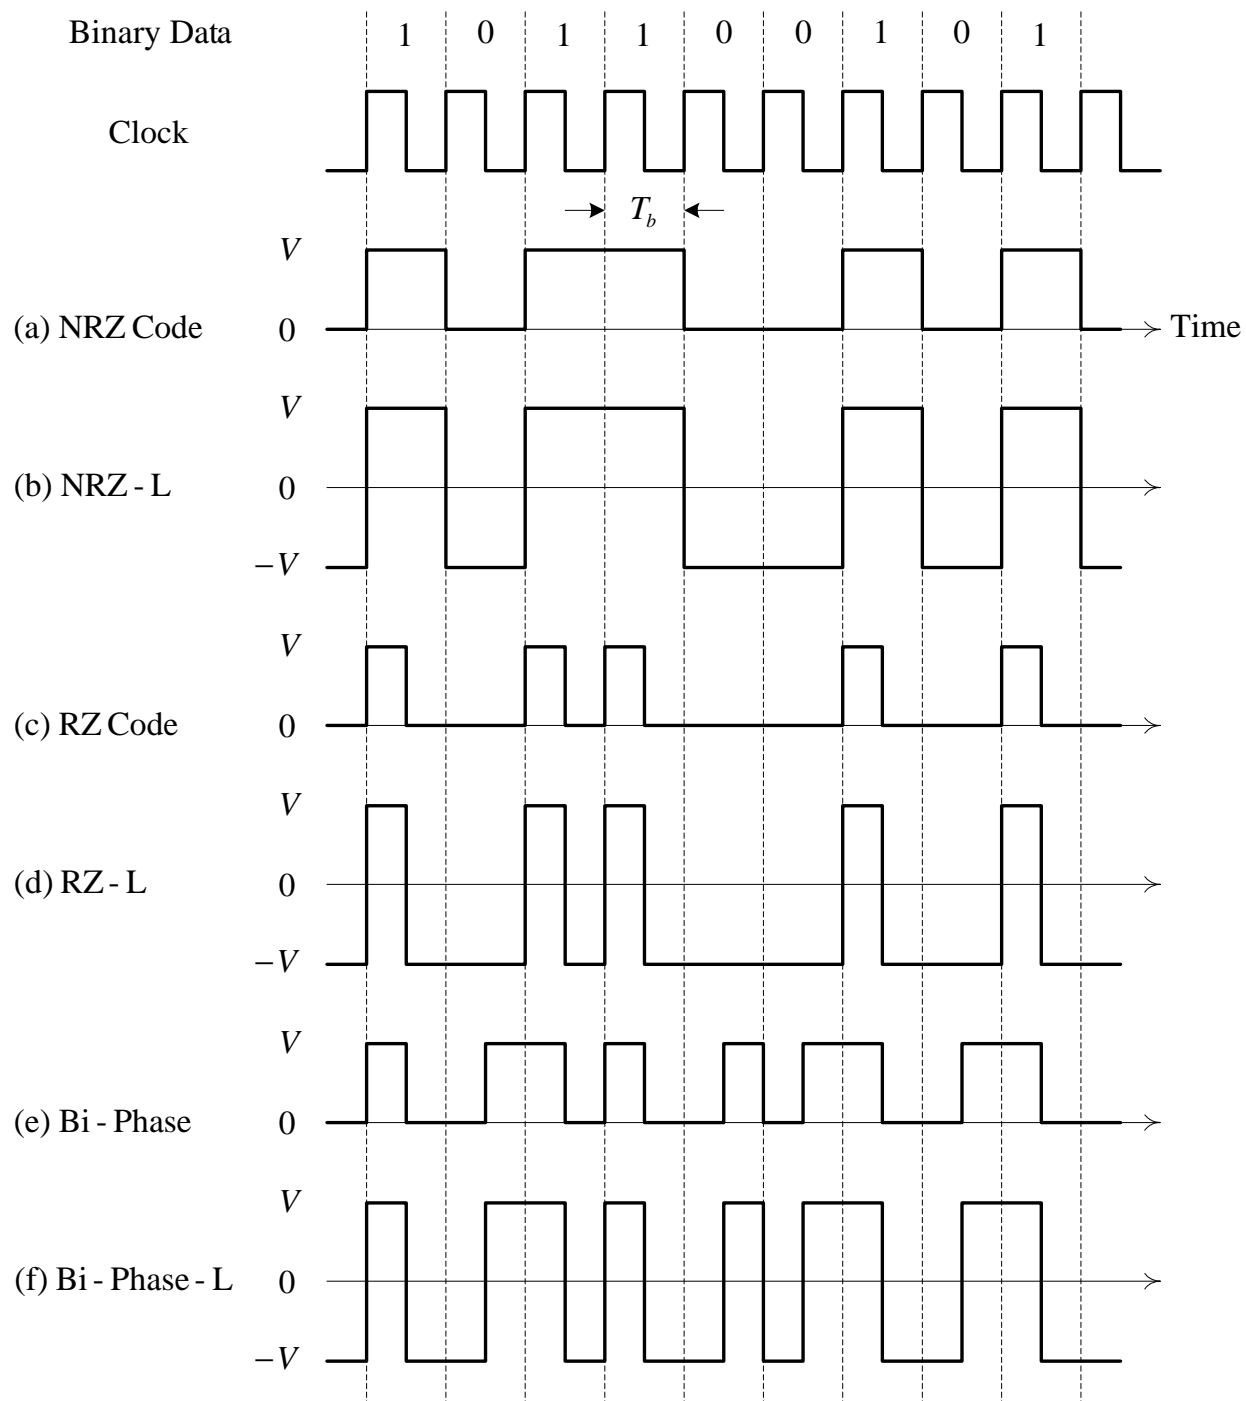 Binary Data 1 0 1 1 0 0 1 0 1
Clock
T_b
V
(a) NRZ Code 0 Time
V
(b) NRZ - L 0
−V
V
(c) RZ Code 0
V
(d) RZ - L 0
−V
V
(e) Bi - Phase 0
V
(f) Bi - Phase - L 0
−V